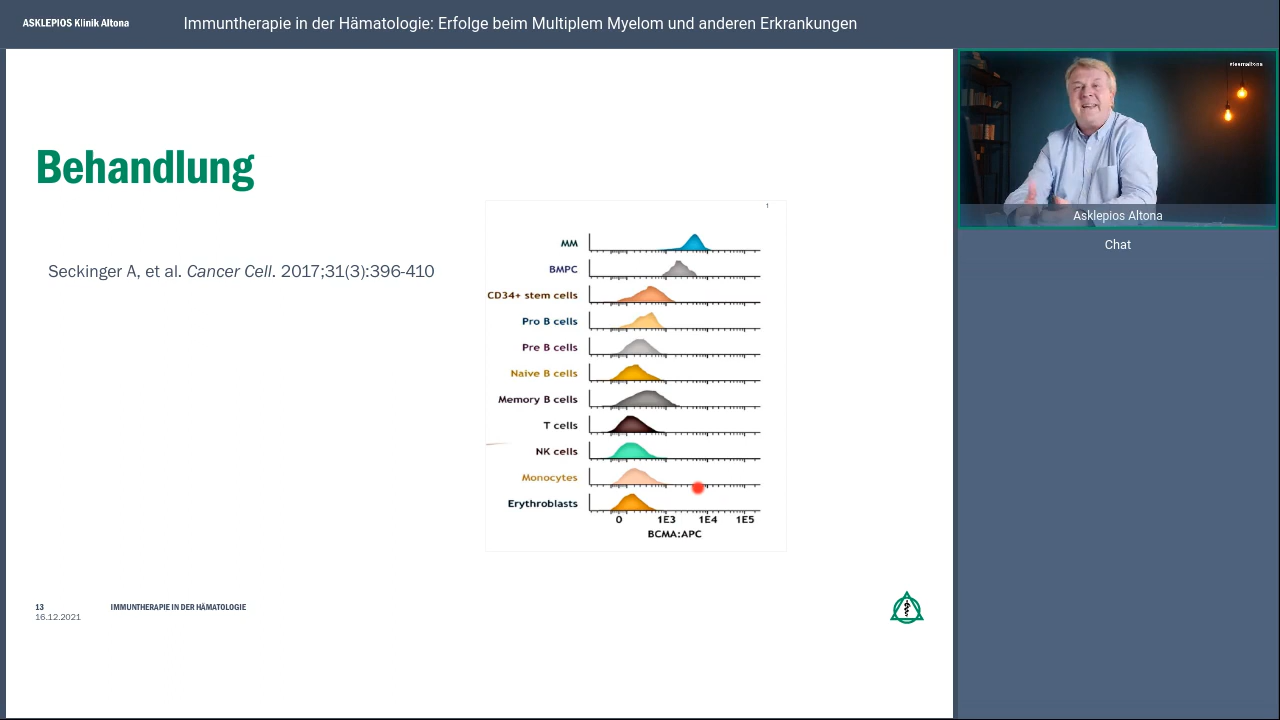 ASKLEPIOS Klinik Altona
Immuntherapie in der Hämatologie: Erfolge beim Multiplem Myelom und anderen Erkrankungen
#teamaltona
Asklepios Altona
Chat
Behandlung
Seckinger A, et al. Cancer Cell. 2017;31(3):396-410
1
MM
BMPC
CD34+ stem cells
Pro B cells
Pre B cells
Naive B cells
Memory B cells
T cells
NK cells
Monocytes
Erythroblasts
0 1E3 1E4 1E5
BCMA:APC
13 IMMUNTHERAPIE IN DER HÄMATOLOGIE
16.12.2021